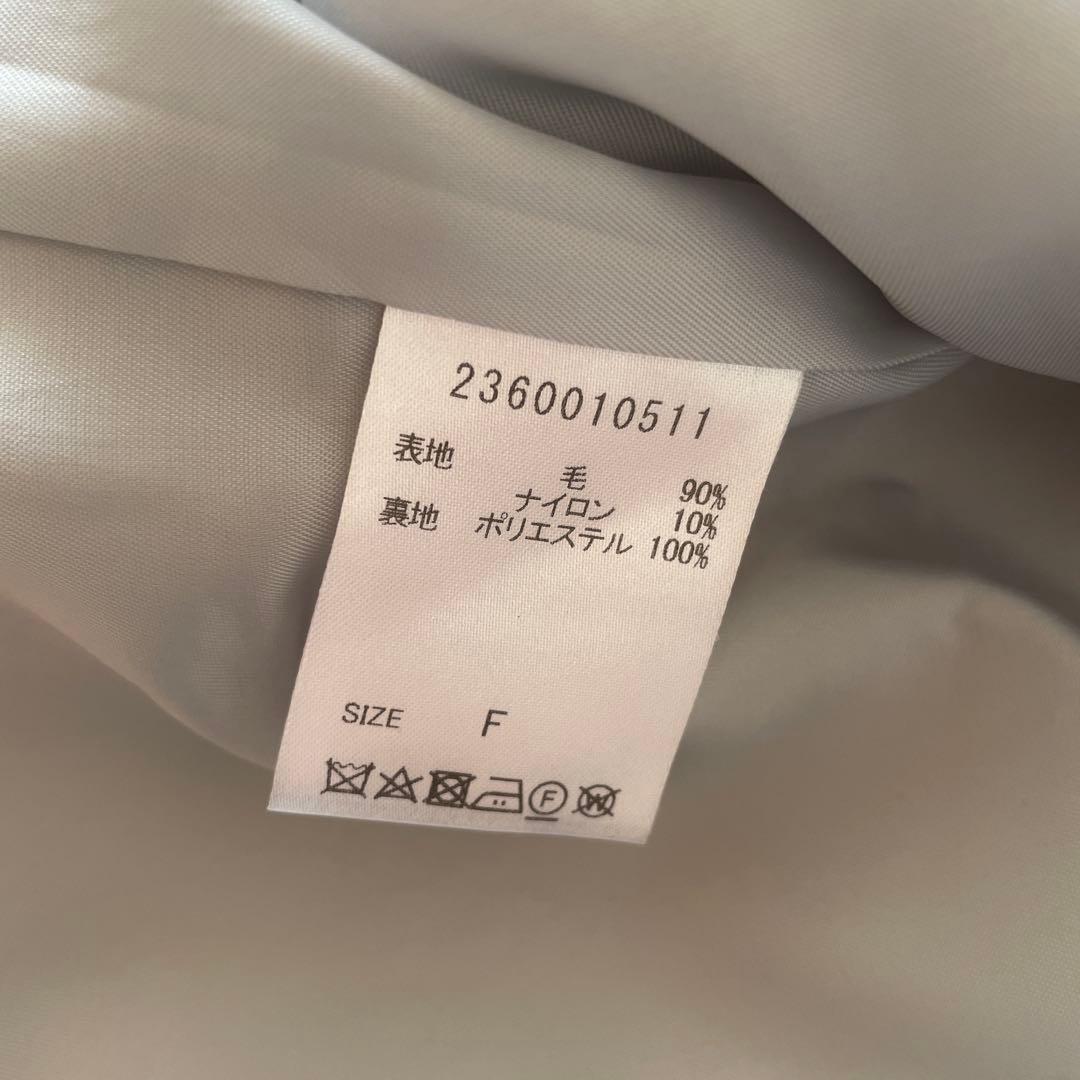 2360010511
表地 毛 90%
ナイロン 10%
裏地 ポリエステル 100%
SIZE F
F W